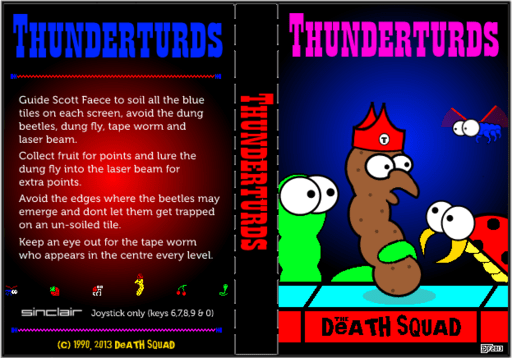 THUNDERTURDS
Guide Scott Faece to soil all the blue
tiles on each screen, avoid the dung
beetles, dung fly, tape worm and
laser beam.
Collect fruit for points and lure the
dung fly into the laser beam for
extra points.
Avoid the edges where the beetles may
emerge and dont let them get trapped
on an un-soiled tile.
Keep an eye out for the tape worm
who appears in the centre every level.
sinclair Joystick only (keys 6,7,8,9 & 0)
(C) 1990, 2013 DeATH SQUAD
THUNDERTURDS
THUNDERTURDS
T
THE DeATH SQUAD